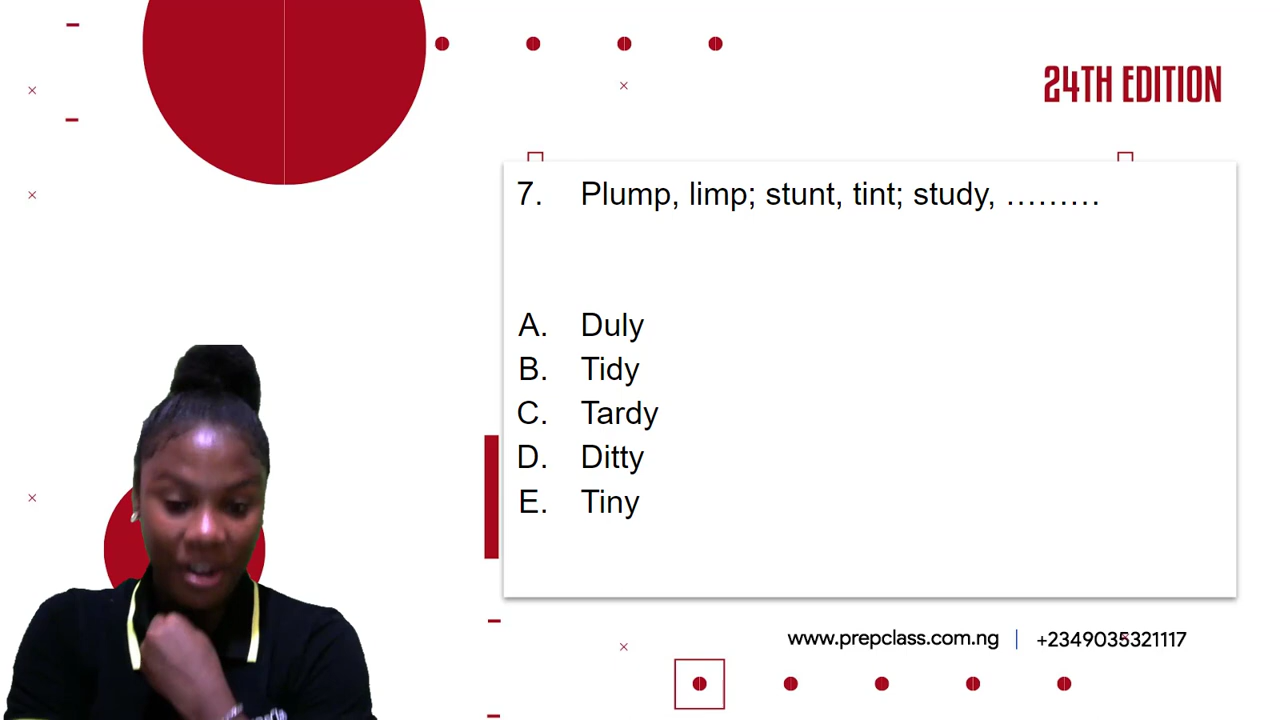 24TH EDITION
7. Plump, limp; stunt, tint; study, .........
A. Duly
B. Tidy
C. Tardy
D. Ditty
E. Tiny
www.prepclass.com.ng | +2349035321117